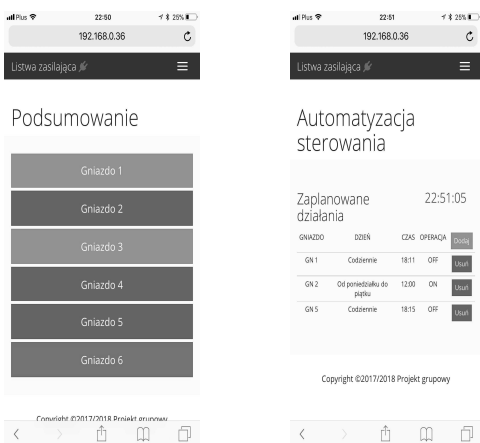 Plus 22:50 25%
192.168.0.36
Listwa zasilająca
Podsumowanie
Gniazdo 1
Gniazdo 2
Gniazdo 3
Gniazdo 4
Gniazdo 5
Gniazdo 6
Copyright ©2017/2018 Projekt grupowy
Plus 22:51 25%
192.168.0.36
Listwa zasilająca
Automatyzacja
sterowania
Zaplanowane 22:51:05
działania
GNIAZDO DZIEŃ CZAS OPERACJA Dodaj
GN 1 Codziennie 18:11 OFF Usuń
GN 2 Od poniedziałku do 12:00 ON Usuń
piątku
GN 5 Codziennie 18:15 OFF Usuń
Copyright ©2017/2018 Projekt grupowy